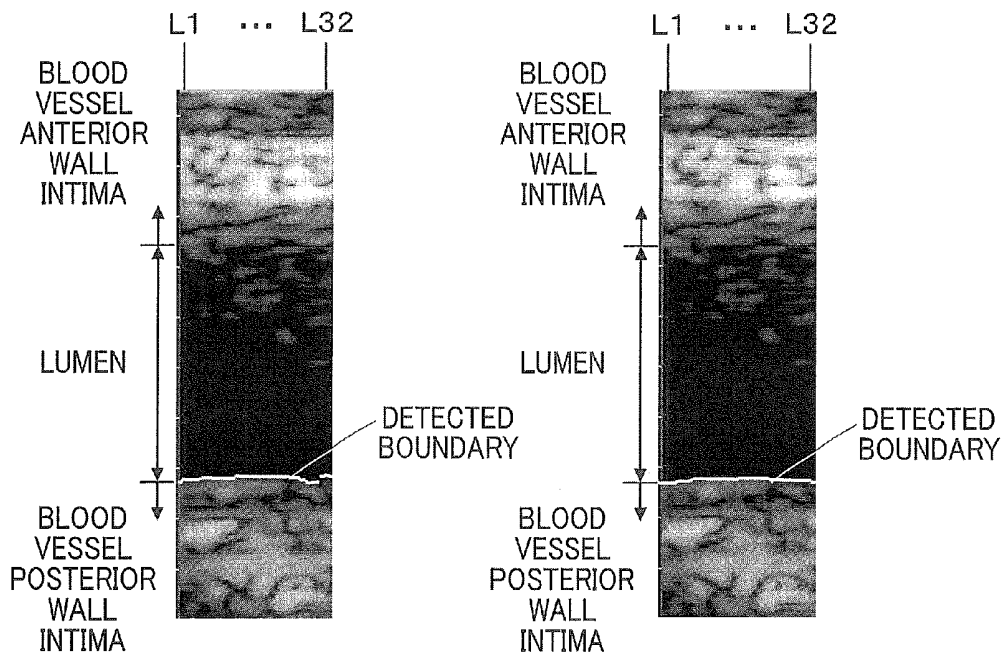 L1 ... L32
BLOOD
VESSEL
ANTERIOR
WALL
INTIMA
LUMEN
DETECTED
BOUNDARY
BLOOD
VESSEL
POSTERIOR
WALL
INTIMA
L1 ... L32
BLOOD
VESSEL
ANTERIOR
WALL
INTIMA
LUMEN
DETECTED
BOUNDARY
BLOOD
VESSEL
POSTERIOR
WALL
INTIMA